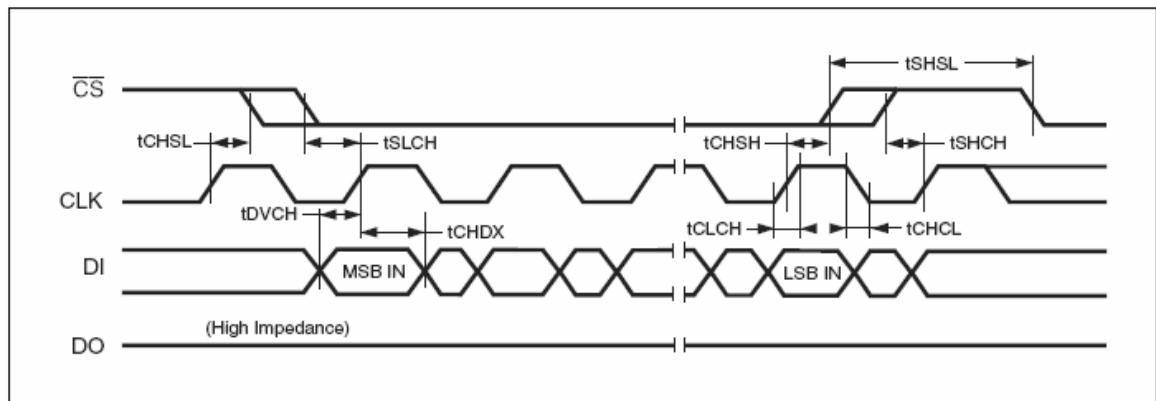 tSHSL
CS
tCHSL
tSLCH
tCHSH
tSHCH
CLK
tDVCH
tCHDX
tCLCH
tCHCL
DI
MSB IN
LSB IN
(High Impedance)
DO